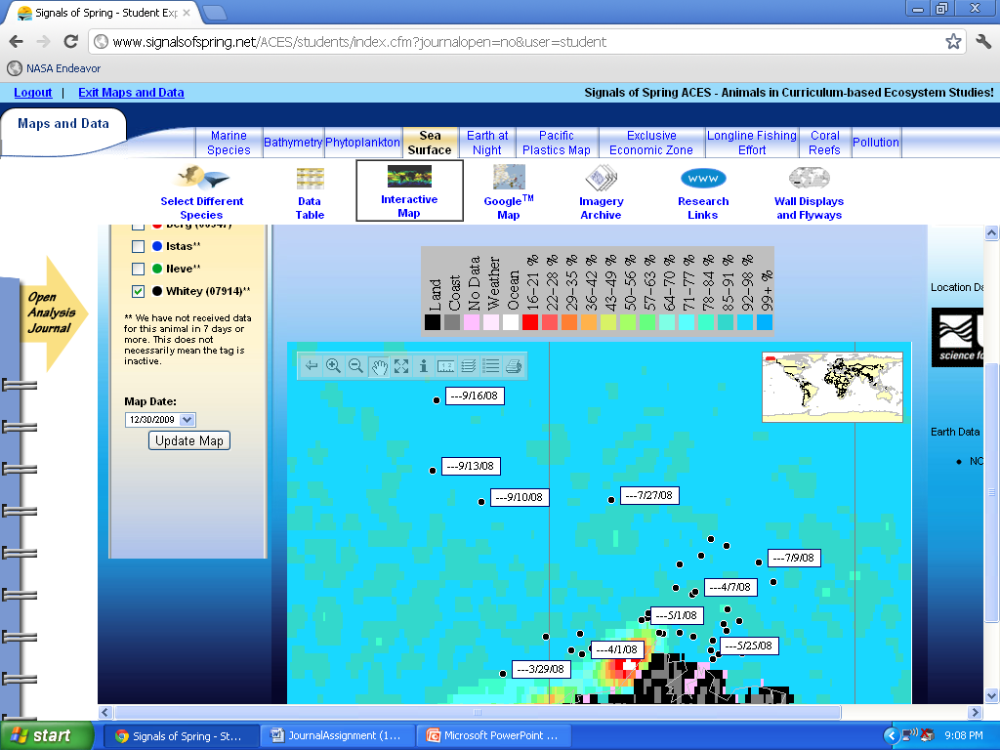 Signals of Spring - Student Exp
www.signalsofspring.net/ACES/students/index.cfm?journalopen=no&user=student
NASA Endeavor
Logout | Exit Maps and Data
Signals of Spring ACES - Animals in Curriculum-based Ecosystem Studies!
Maps and Data
Marine Species
Bathymetry
Phytoplankton
Sea Surface
Earth at Night
Pacific Plastics Map
Exclusive Economic Zone
Longline Fishing Effort
Coral Reefs
Pollution
Select Different Species
Data Table
Interactive Map
Google™ Map
Imagery Archive
WWW
Research Links
Wall Displays and Flyways
Open
Analysis
Journal
Istas**
Neve**
Whitey (07914)**
** We have not received data
for this animal in 7 days or
more. This does not
necessarily mean the tag is
inactive.
Map Date:
12/30/2009
Update Map
Land
Coast
No Data
Weather
Ocean
16-21 %
22-28 %
29-35 %
36-42 %
43-49 %
50-56 %
57-63 %
64-70 %
71-77 %
78-84 %
85-91 %
92-98 %
99+ %
---9/16/08
---9/13/08
---9/10/08
---7/27/08
---7/9/08
---4/7/08
---5/1/08
---5/25/08
---4/1/08
---3/29/08
Location Da
science fo
Earth Data
NO
start
Signals of Spring - St...
JournalAssignment (1...
Microsoft PowerPoint ...
9:08 PM